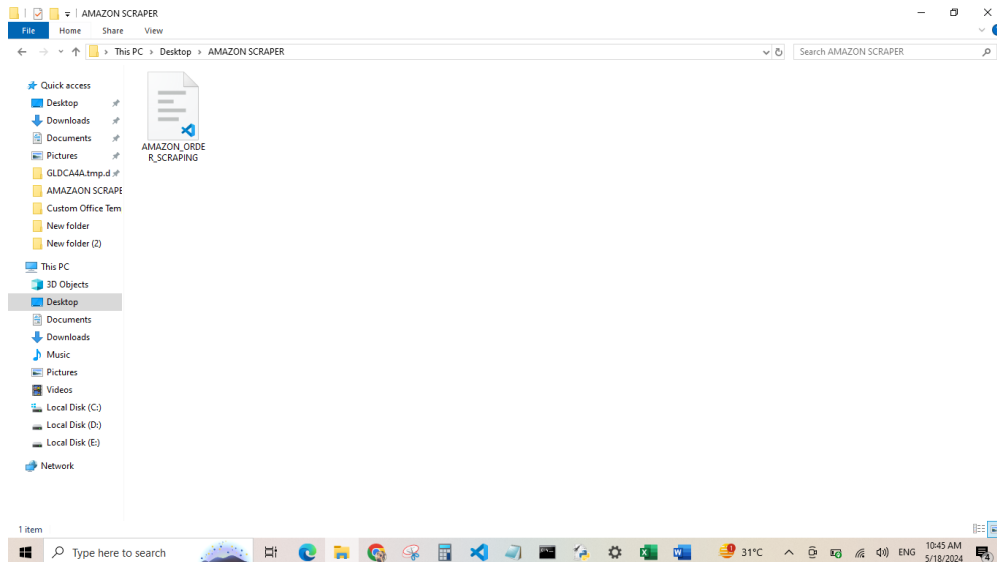 AMAZON SCRAPER
File Home Share View
This PC > Desktop > AMAZON SCRAPER
Search AMAZON SCRAPER
Quick access
Desktop
Downloads
Documents
Pictures
GLDCA4A.tmp.d
AMAZAON SCRAPE
Custom Office Tem
New folder
New folder (2)
This PC
3D Objects
Desktop
Documents
Downloads
Music
Pictures
Videos
Local Disk (C:)
Local Disk (D:)
Local Disk (E:)
Network
AMAZON_ORDE
R_SCRAPING
1 item
Type here to search
31°C
ENG
10:45 AM
5/18/2024
4